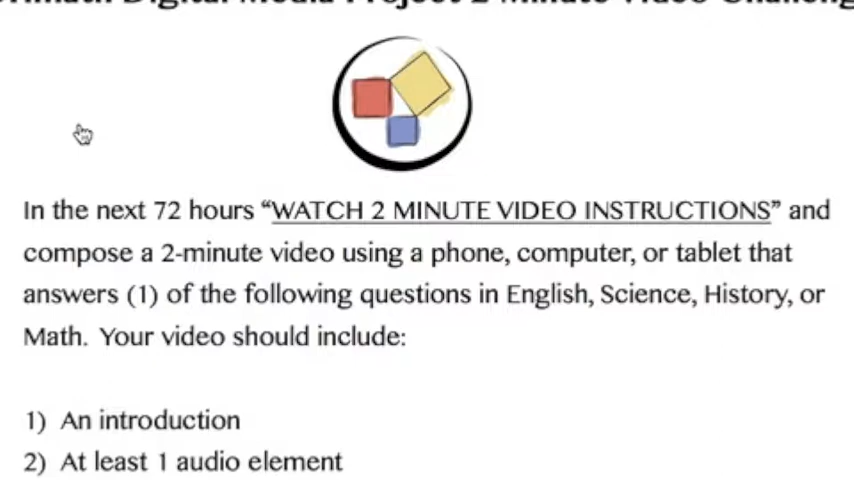 Digital Media Project 2 Minute Video Challeng
In the next 72 hours “WATCH 2 MINUTE VIDEO INSTRUCTIONS” and
compose a 2-minute video using a phone, computer, or tablet that
answers (1) of the following questions in English, Science, History, or
Math. Your video should include:
1) An introduction
2) At least 1 audio element